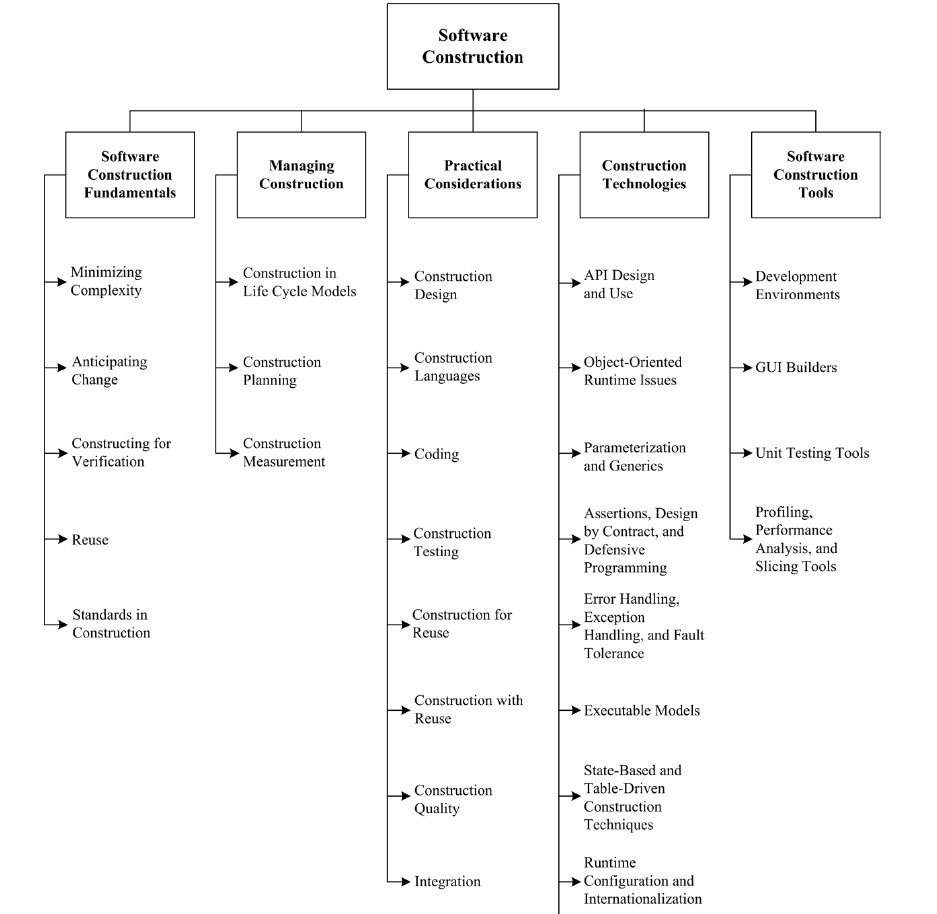 Software
Construction
Software
Construction
Fundamentals
Managing
Construction
Practical
Considerations
Construction
Technologies
Software
Construction
Tools
Minimizing
Complexity
Anticipating
Change
Constructing for
Verification
Reuse
Standards in
Construction
Construction in
Life Cycle Models
Construction
Planning
Construction
Measurement
Construction
Design
Construction
Languages
Coding
Construction
Testing
Construction for
Reuse
Construction with
Reuse
Construction
Quality
Integration
API Design
and Use
Object-Oriented
Runtime Issues
Parameterization
and Generics
Assertions, Design
by Contract, and
Defensive
Programming
Error Handling,
Exception
Handling, and Fault
Tolerance
Executable Models
State-Based and
Table-Driven
Construction
Techniques
Runtime
Configuration and
Internationalization
Development
Environments
GUI Builders
Unit Testing Tools
Profiling,
Performance
Analysis, and
Slicing Tools